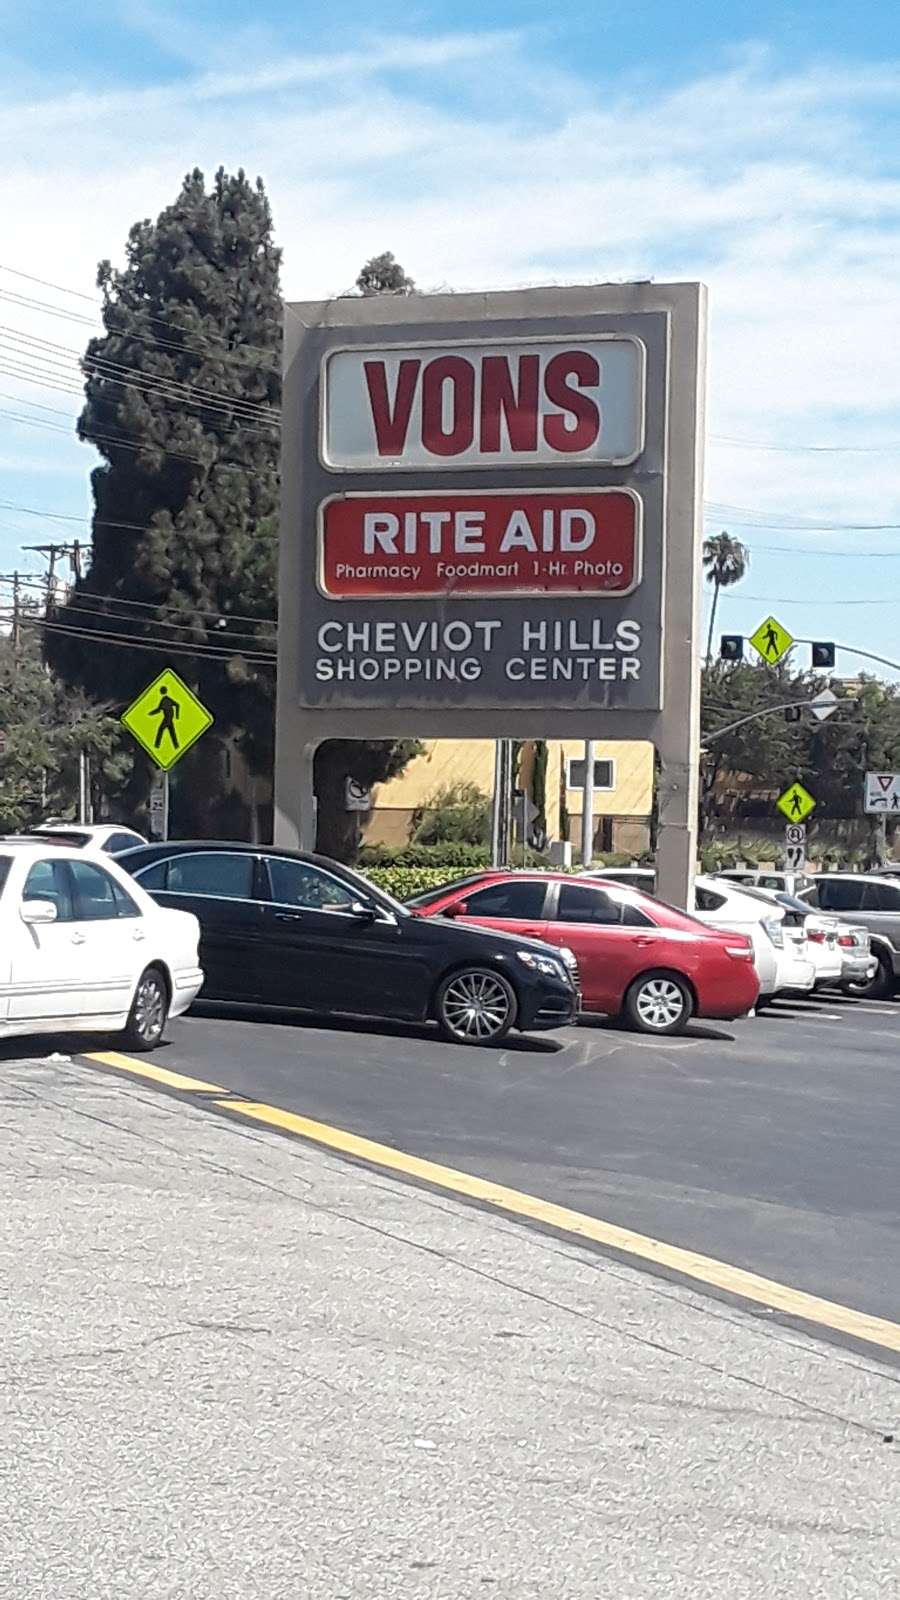 VONS
RITE AID
Pharmacy Foodmart 1-Hr. Photo
CHEVIOT HILLS
SHOPPING CENTER